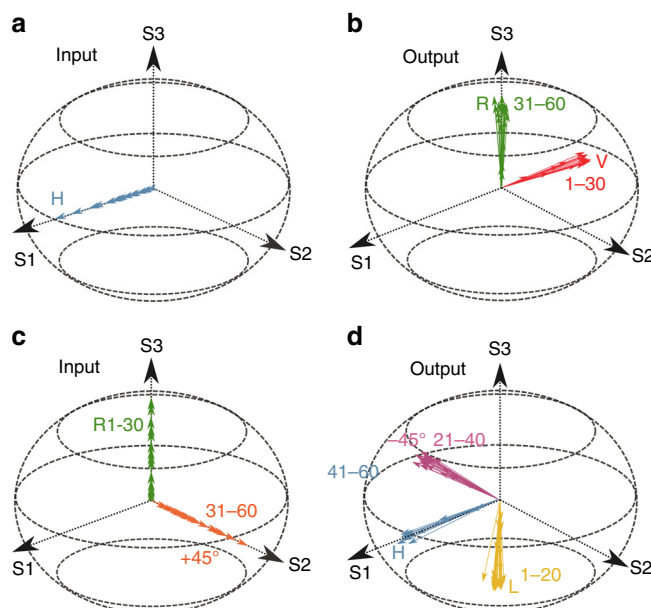 a
Input
S3
H
S1
S2
b
Output
S3
R 31–60
V
1–30
S1
S2
c
Input
S3
R1-30
31–60
+45°
S1
S2
d
Output
S3
–45° 21–40
41–60
H
1–20
L
S1
S2